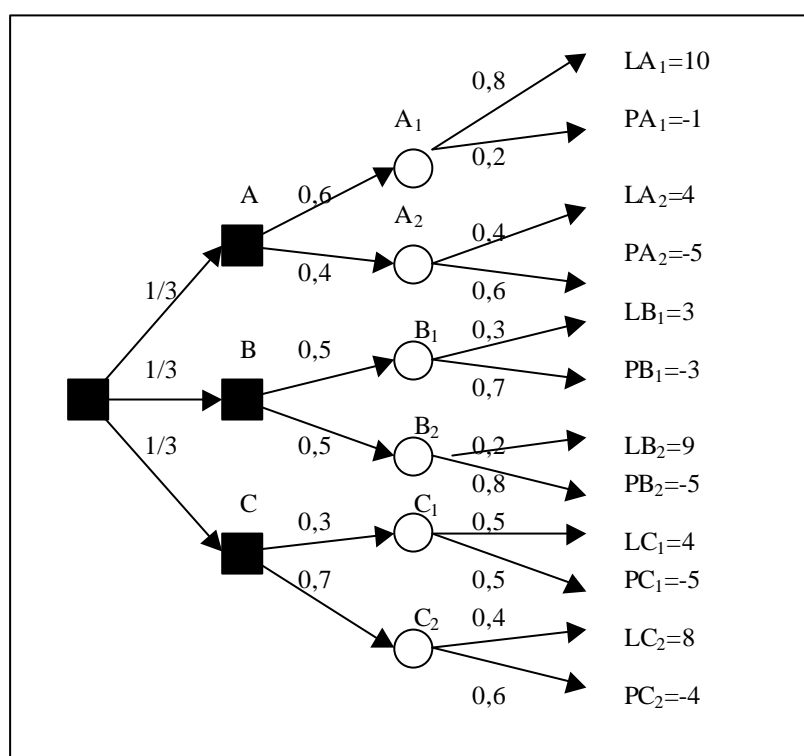 LA₁=10
0,8
A₁
PA₁=-1
0,2
A
0,6
LA₂=4
A₂
0,4
PA₂=-5
0,4
0,6
1/3
LB₁=3
B₁
0,3
B
0,5
1/3
PB₁=-3
0,7
B₂
0,2
LB₂=9
1/3
0,5
0,8
PB₂=-5
C
C₁
0,3
0,5
LC₁=4
0,7
0,5
PC₁=-5
C₂
0,4
LC₂=8
0,6
PC₂=-4